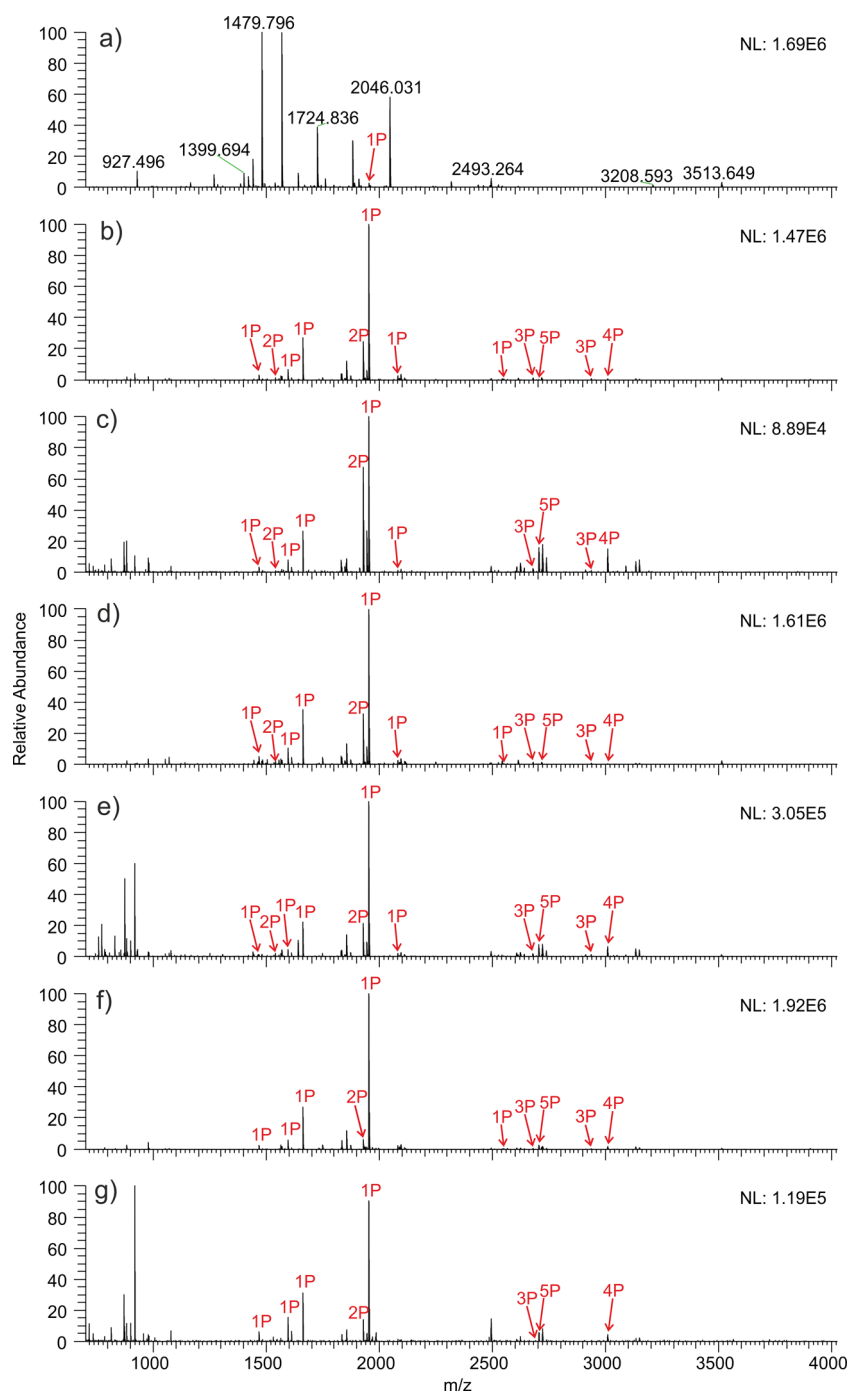 a)
NL: 1.69E6
1479.796
2046.031
1724.836
1P
1399.694
927.496
2493.264
3208.593
3513.649
100
80
60
40
20
0
b)
NL: 1.47E6
1P
1P
2P
1P
1P
2P
1P
1P
3P
5P
3P
4P
100
80
60
40
20
0
c)
NL: 8.89E4
1P
2P
1P
2P
1P
1P
1P
3P
5P
3P
4P
100
80
60
40
20
0
d)
NL: 1.61E6
1P
1P
2P
1P
1P
2P
1P
1P
3P
5P
3P
4P
100
80
60
40
20
0
Relative Abundance
e)
NL: 3.05E5
1P
1P
2P
1P
1P
2P
1P
3P
5P
3P
4P
100
80
60
40
20
0
f)
NL: 1.92E6
1P
1P
1P
1P
2P
1P
3P
5P
3P
4P
100
80
60
40
20
0
g)
NL: 1.19E5
1P
1P
1P
1P
2P
3P
5P
4P
100
80
60
40
20
0
1000 1500 2000 2500 3000 3500 4000
m/z